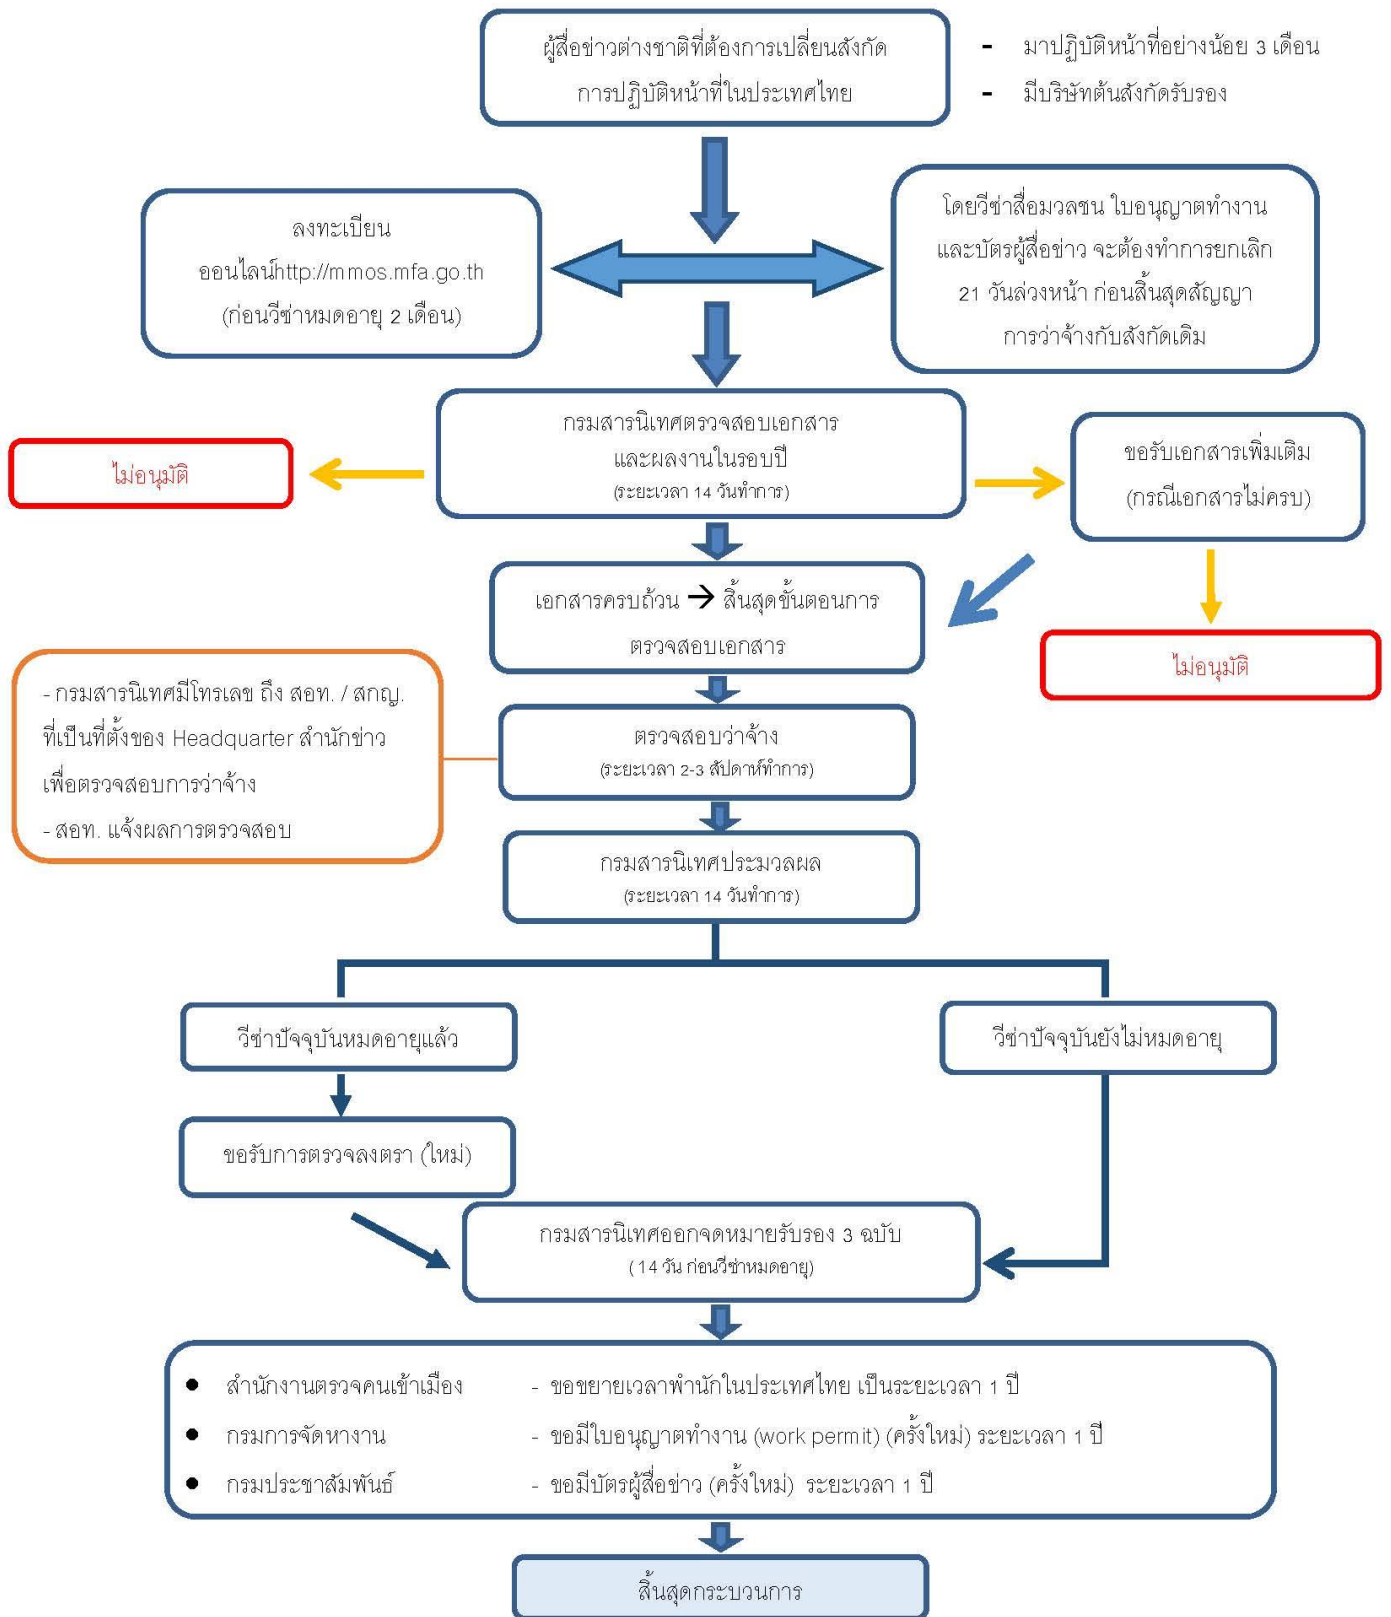 ผู้สื่อข่าวต่างชาติที่ต้องการเปลี่ยนสังกัด
การปฏิบัติหน้าที่ในประเทศไทย
- มาปฏิบัติหน้าที่อย่างน้อย 3 เดือน
- มีบริษัทต้นสังกัดรับรอง
ลงทะเบียน
ออนไลน์http://mmos.mfa.go.th
(ก่อนวีซ่าหมดอายุ 2 เดือน)
โดยวีซ่าสื่อมวลชน ใบอนุญาตทำงาน
และบัตรผู้สื่อข่าว จะต้องทำการยกเลิก
21 วันล่วงหน้า ก่อนสิ้นสุดสัญญา
การว่าจ้างกับสังกัดเดิม
กรมสารนิเทศตรวจสอบเอกสาร
และผลงานในรอบปี
(ระยะเวลา 14 วันทำการ)
ไม่อนุมัติ
ขอรับเอกสารเพิ่มเติม
(กรณีเอกสารไม่ครบ)
เอกสารครบถ้วน → สิ้นสุดขั้นตอนการ
ตรวจสอบเอกสาร
ไม่อนุมัติ
- กรมสารนิเทศมีโทรเลข ถึง สอท. / สกญ.
ที่เป็นที่ตั้งของ Headquarter สำนักข่าว
เพื่อตรวจสอบการว่าจ้าง
- สอท. แจ้งผลการตรวจสอบ
ตรวจสอบว่าจ้าง
(ระยะเวลา 2-3 สัปดาห์ทำการ)
กรมสารนิเทศประมวลผล
(ระยะเวลา 14 วันทำการ)
วีซ่าปัจจุบันหมดอายุแล้ว
วีซ่าปัจจุบันยังไม่หมดอายุ
ขอรับการตรวจลงตรา (ใหม่)
กรมสารนิเทศออกจดหมายรับรอง 3 ฉบับ
( 14 วัน ก่อนวีซ่าหมดอายุ)
● สำนักงานตรวจคนเข้าเมือง - ขอขยายเวลาพำนักในประเทศไทย เป็นระยะเวลา 1 ปี
● กรมการจัดหางาน - ขอมีใบอนุญาตทำงาน (work permit) (ครั้งใหม่) ระยะเวลา 1 ปี
● กรมประชาสัมพันธ์ - ขอมีบัตรผู้สื่อข่าว (ครั้งใหม่) ระยะเวลา 1 ปี
สิ้นสุดกระบวนการ